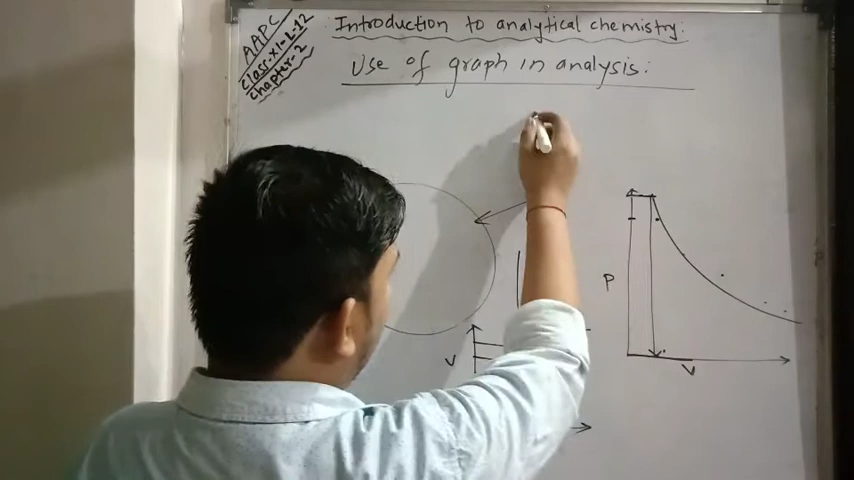 AAPC
Class:-XI-L-12
Chapter-2
Introduction to analytical chemistry:
Use of graph in analysis:
P
V
V